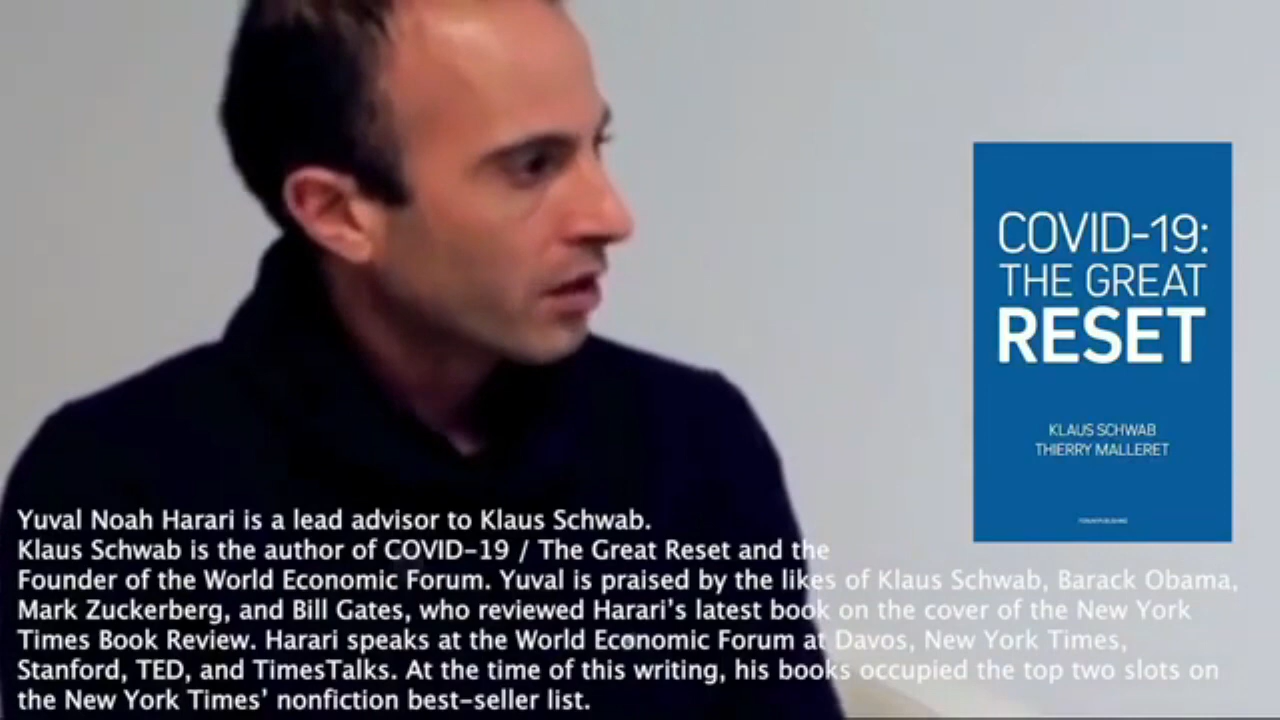 COVID-19:
THE GREAT
RESET
KLAUS SCHWAB
THIERRY MALLERET
Yuval Noah Harari is a lead advisor to Klaus Schwab.
Klaus Schwab is the author of COVID-19 / The Great Reset and the
Founder of the World Economic Forum. Yuval is praised by the likes of Klaus Schwab, Barack Obama,
Mark Zuckerberg, and Bill Gates, who reviewed Harari's latest book on the cover of the New York
Times Book Review. Harari speaks at the World Economic Forum at Davos, New York Times,
Stanford, TED, and TimesTalks. At the time of this writing, his books occupied the top two slots on
the New York Times' nonfiction best-seller list.